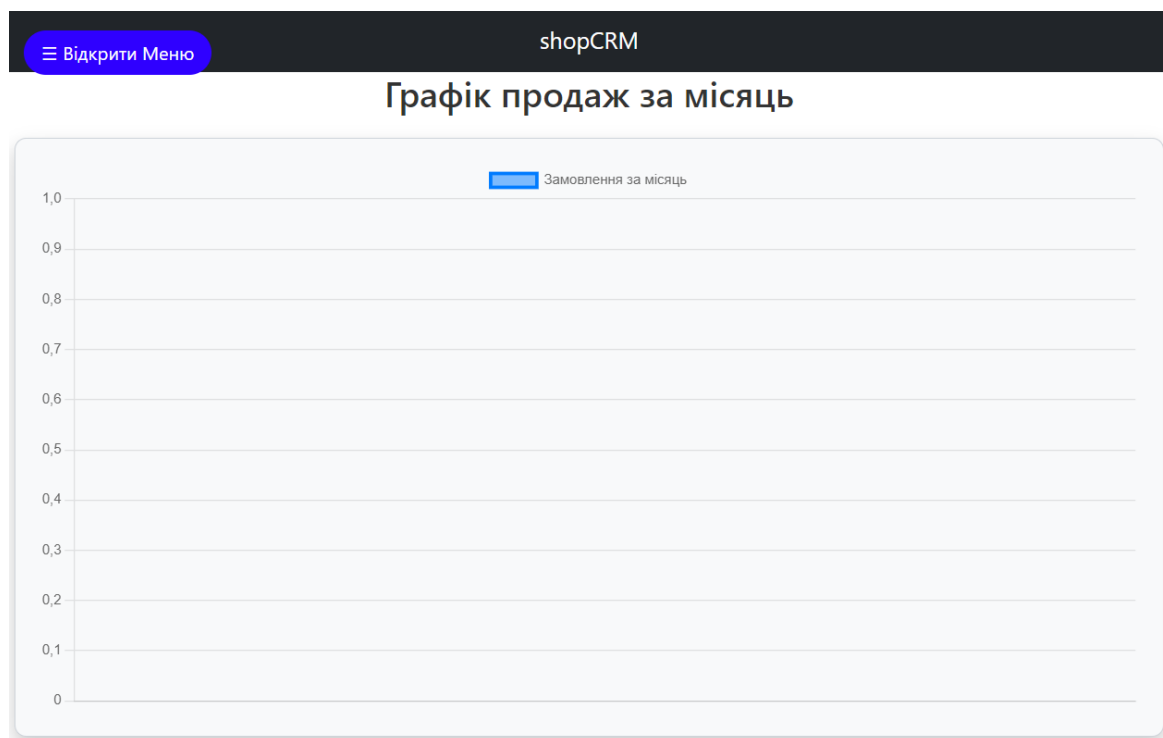 ☰ Відкрити Меню
shopCRM
Графік продаж за місяць
Замовлення за місяць
1,0
0,9
0,8
0,7
0,6
0,5
0,4
0,3
0,2
0,1
0